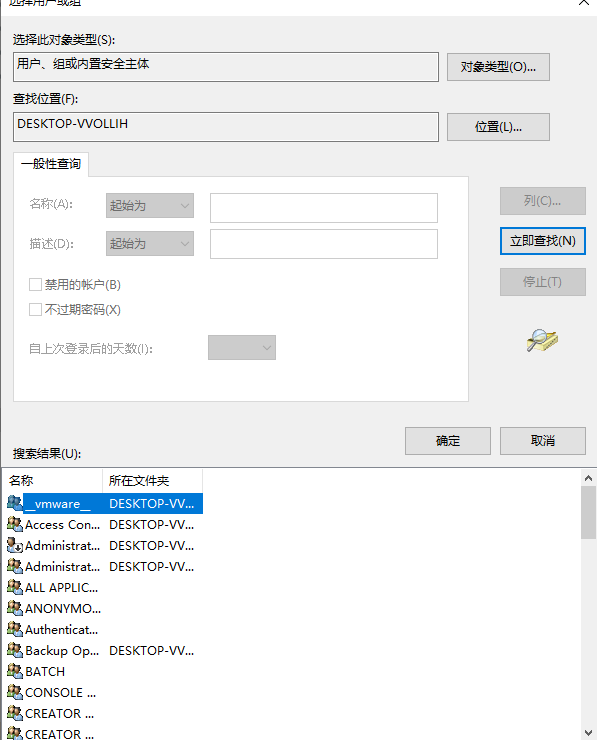 选择用户或组
选择此对象类型(S):
用户、组或内置安全主体
对象类型(O)...
查找位置(F):
DESKTOP-VVOLLIH
位置(L)...
一般性查询
名称(A):
起始为
列(C)...
描述(D):
起始为
立即查找(N)
禁用的帐户(B)
停止(T)
不过期密码(X)
自上次登录后的天数(I):
确定
取消
搜索结果(U):
名称
所在文件夹
__vmware__ DESKTOP-VV...
Access Con... DESKTOP-VV...
Administrat... DESKTOP-VV...
Administrat... DESKTOP-VV...
ALL APPLIC...
ANONYMO...
Authenticat...
Backup Op... DESKTOP-VV...
BATCH
CONSOLE ...
CREATOR ...
CREATOR ...